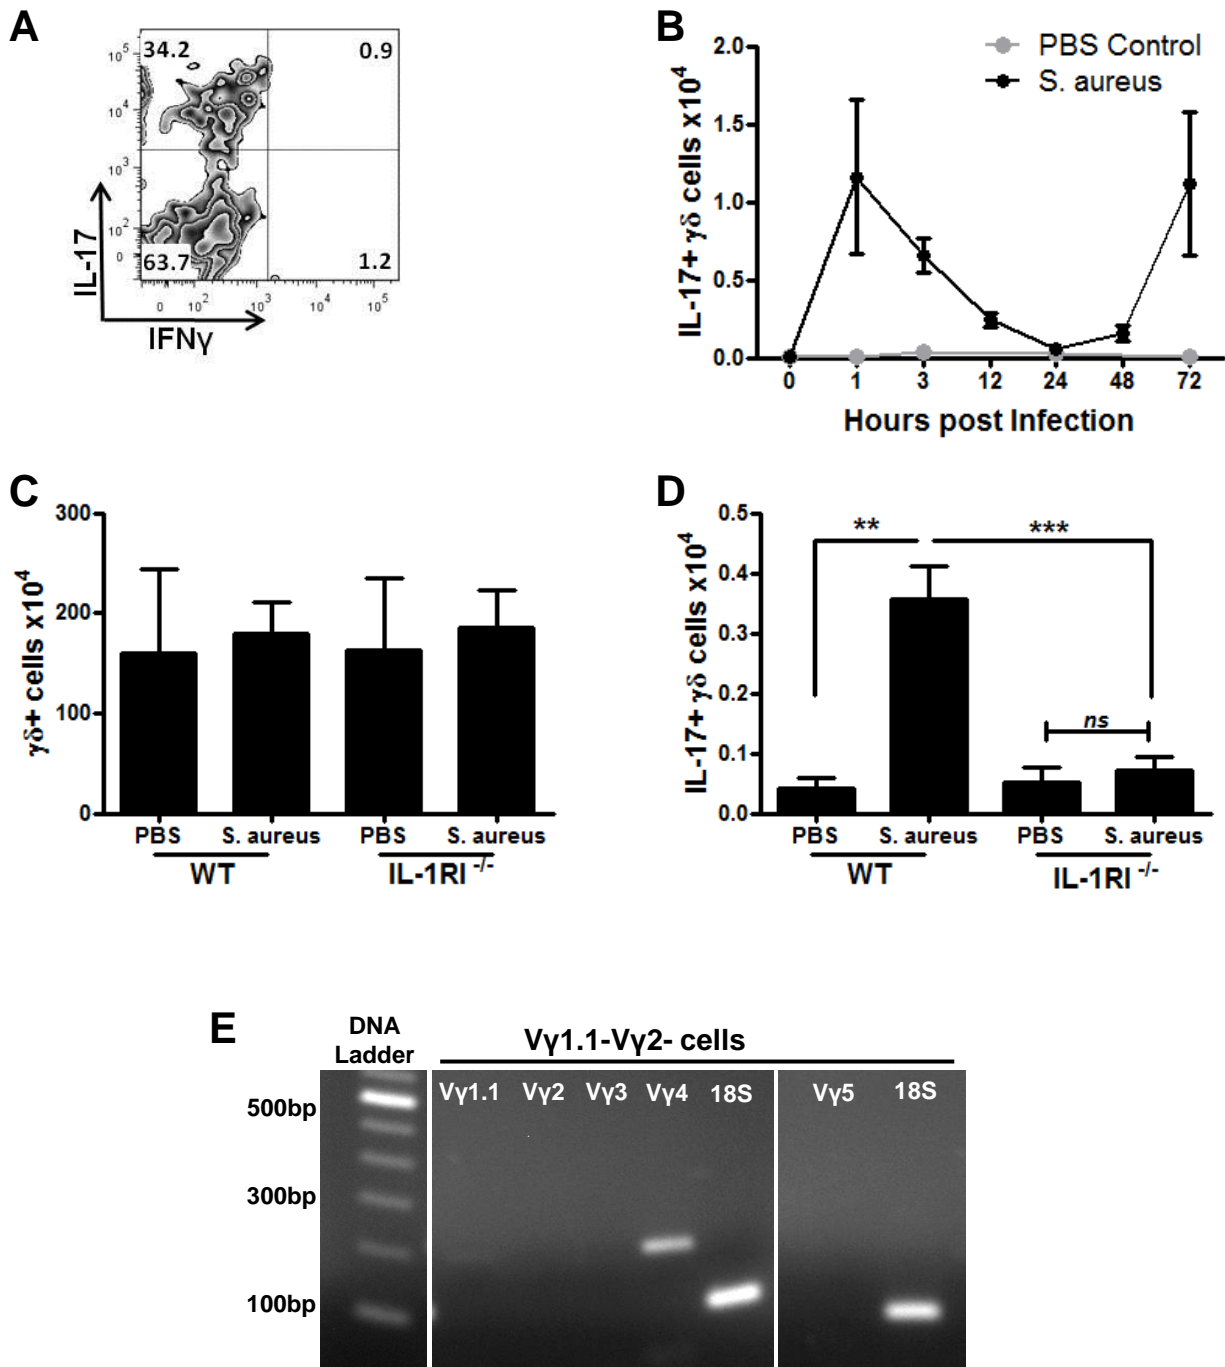 A
34.2
0.9
63.7
1.2
10⁵
10⁴
10³
10²
0
0
10²
10³
10⁴
10⁵
IL-17
IFNγ
B
PBS Control
S. aureus
IL-17+ γδ cells x10⁴
2.0
1.5
1.0
0.5
0.0
0 1 3 12 24 48 72
Hours post Infection
C
γδ+ cells x10⁴
300
200
100
0
PBS S. aureus PBS S. aureus
WT IL-1RI -/-
D
IL-17+ γδ cells x10⁴
0.5
0.4
0.3
0.2
0.1
0.0
** ***
ns
PBS S. aureus PBS S. aureus
WT IL-1RI -/-
E
DNA
Ladder
Vγ1.1-Vγ2- cells
Vγ1.1 Vγ2 Vγ3 Vγ4 18S Vγ5 18S
500bp
300bp
100bp